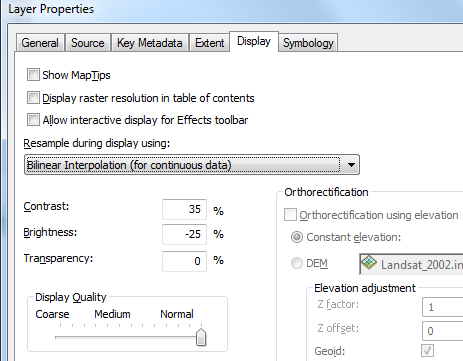 Layer Properties
General Source Key Metadata Extent Display Symbology
Show MapTips
Display raster resolution in table of contents
Allow interactive display for Effects toolbar
Resample during display using:
Bilinear Interpolation (for continuous data)
Contrast: 35 %
Brightness: -25 %
Transparency: 0 %
Display Quality
Coarse Medium Normal
Orthorectification
Orthorectification using elevation
Constant elevation:
DEM Landsat_2002.in
Elevation adjustment
Z factor: 1
Z offset: 0
Geoid: